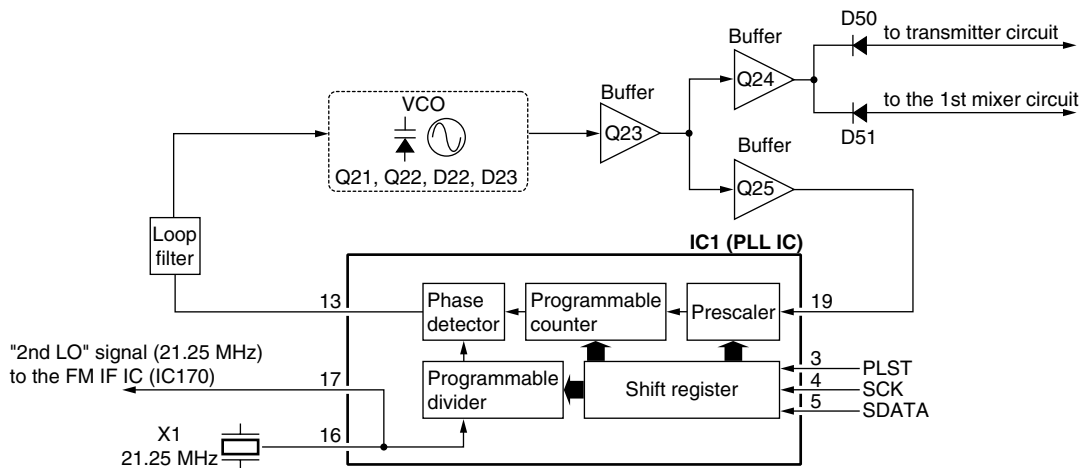 D50
to transmitter circuit
Buffer
Q24
Buffer
Q23
VCO
Q21, Q22, D22, D23
to the 1st mixer circuit
D51
Buffer
Q25
Loop
filter
IC1 (PLL IC)
13
Phase
detector
Programmable
counter
Prescaler
19
"2nd LO" signal (21.25 MHz)
to the FM IF IC (IC170)
17
Programmable
divider
Shift register
3
PLST
4
SCK
5
SDATA
X1
21.25 MHz
16